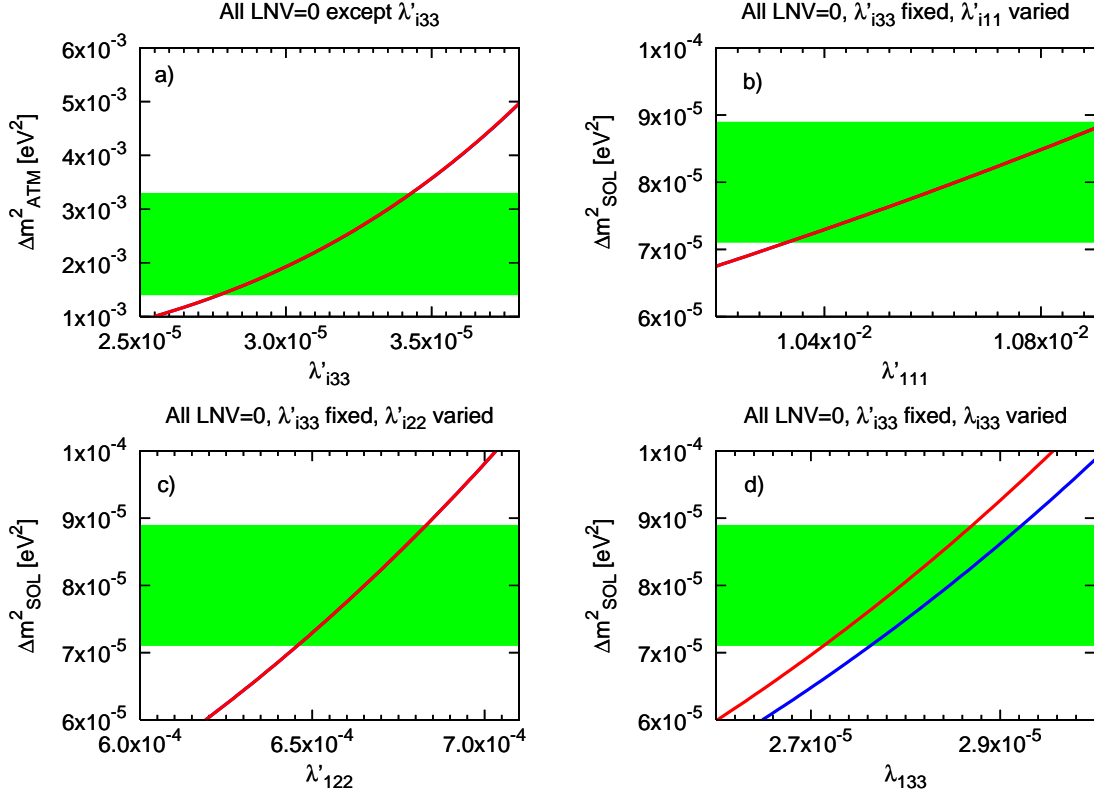 All LNV=0 except λ'i33
a)
6x10-3
5x10-3
4x10-3
3x10-3
2x10-3
1x10-3
Δm2ATM [eV2]
2.5x10-5 3.0x10-5 3.5x10-5
λ'i33
All LNV=0, λ'i33 fixed, λ'i11 varied
b)
1x10-4
9x10-5
8x10-5
7x10-5
6x10-5
Δm2SOL [eV2]
1.04x10-2 1.08x10-2
λ'111
All LNV=0, λ'i33 fixed, λ'i22 varied
c)
1x10-4
9x10-5
8x10-5
7x10-5
6x10-5
Δm2SOL [eV2]
6.0x10-4 6.5x10-4 7.0x10-4
λ'122
All LNV=0, λ'i33 fixed, λi33 varied
d)
1x10-4
9x10-5
8x10-5
7x10-5
6x10-5
Δm2SOL [eV2]
2.7x10-5 2.9x10-5
λ133